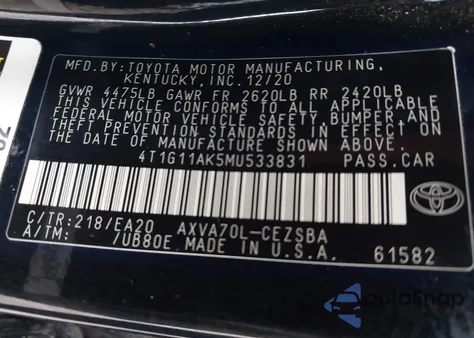 MFD.BY:TOYOTA MOTOR MANUFACTURING,
KENTUCKY, INC. 12/20
GVWR 4475LB GAWR FR 2620LB RR 2420LB
THIS VEHICLE CONFORMS TO ALL APPLICABLE
FEDERAL MOTOR VEHICLE SAFETY,BUMPER,AND
THEFT PREVENTION STANDARDS IN EFFECT ON
THE DATE OF MANUFACTURE SHOWN ABOVE.
4T1G11AK5MU533831 PASS.CAR
C/TR:218/EA20 AXVA70L-CEZSBA
A/TM: /UB80E MADE IN U.S.A. 61582
TOYOTA
AutoSnap